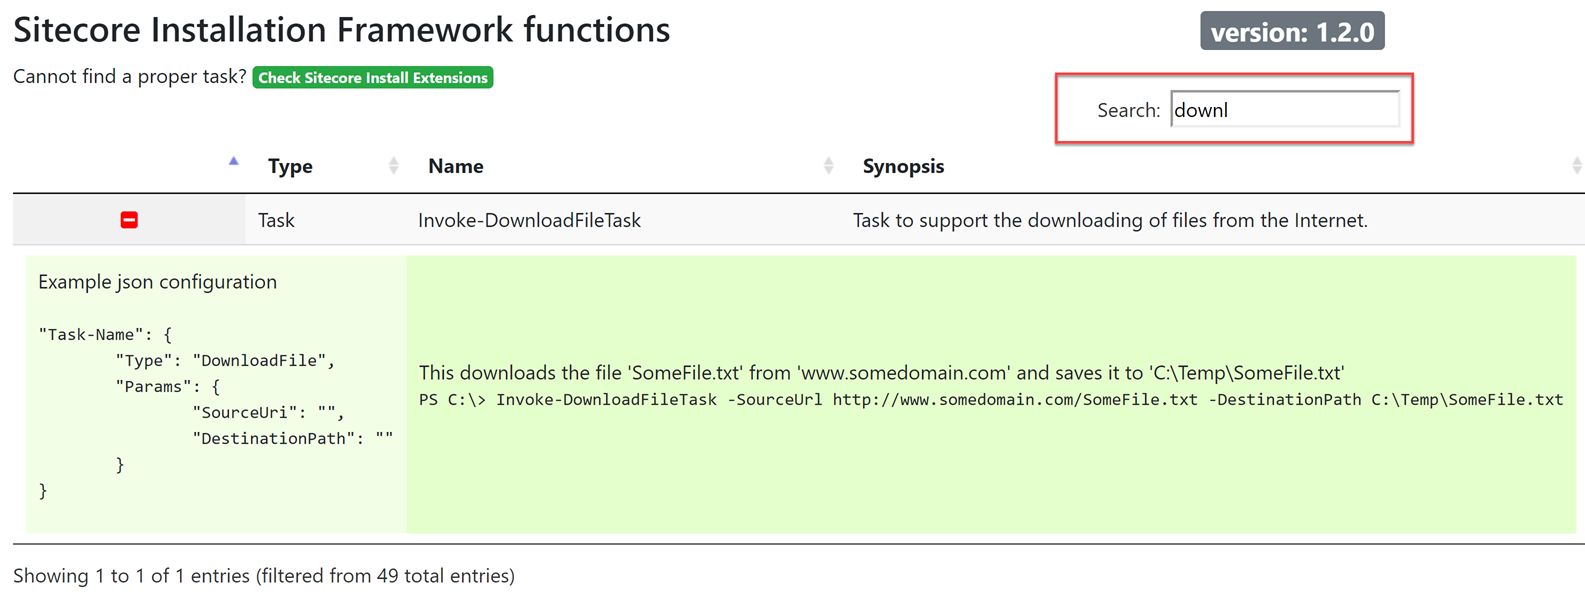 Sitecore Installation Framework functions
version: 1.2.0
Cannot find a proper task? Check Sitecore Install Extensions
Search: downl
Type Name Synopsis
Task Invoke-DownloadFileTask Task to support the downloading of files from the Internet.
Example json configuration
"Task-Name": {
"Type": "DownloadFile",
"Params": {
"SourceUri": "",
"DestinationPath": ""
}
}
This downloads the file 'SomeFile.txt' from 'www.somedomain.com' and saves it to 'C:\Temp\SomeFile.txt'
PS C:\> Invoke-DownloadFileTask -SourceUrl http://www.somedomain.com/SomeFile.txt -DestinationPath C:\Temp\SomeFile.txt
Showing 1 to 1 of 1 entries (filtered from 49 total entries)